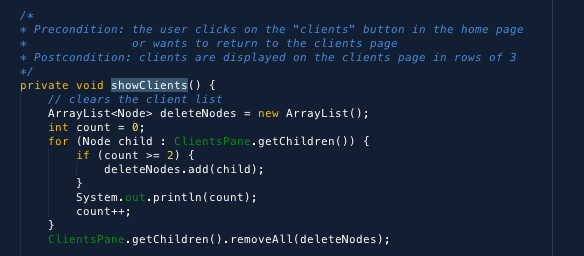 /*
* Precondition: the user clicks on the "clients" button in the home page
*               or wants to return to the clients page
* Postcondition: clients are displayed on the clients page in rows of 3
*/
private void showClients() {
    // clears the client list
    ArrayList<Node> deleteNodes = new ArrayList();
    int count = 0;
    for (Node child : ClientsPane.getChildren()) {
        if (count >= 2) {
            deleteNodes.add(child);
        }
        System.out.println(count);
        count++;
    }
    ClientsPane.getChildren().removeAll(deleteNodes);